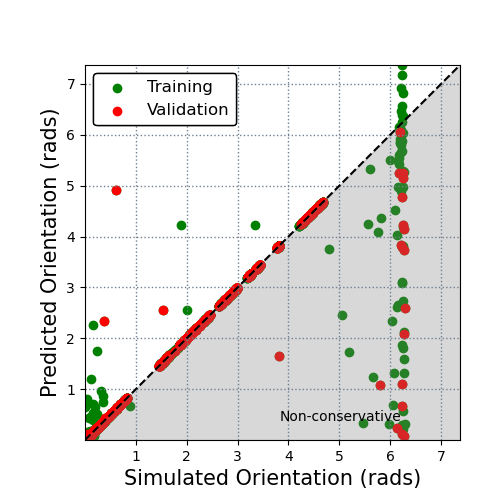 Training
Validation
Predicted Orientation (rads)
7
6
5
4
3
2
1
Non-conservative
1 2 3 4 5 6 7
Simulated Orientation (rads)